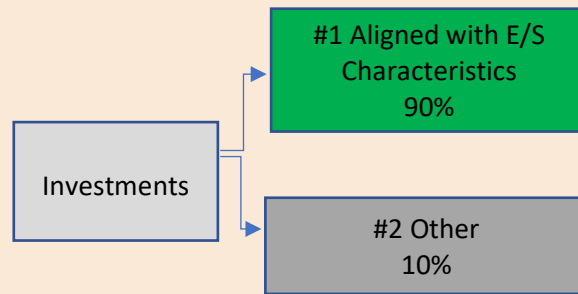 #1 Aligned with E/S
Characteristics
90%
Investments
#2 Other
10%